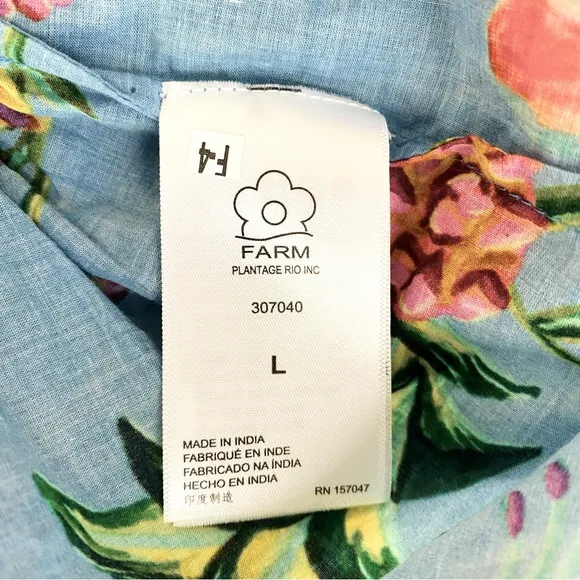 F4
FARM
PLANTAGE RIO INC
307040
L
MADE IN INDIA
FABRIQUÉ EN INDE
FABRICADO NA ÍNDIA
HECHO EN INDIA
印度制造
RN 157047